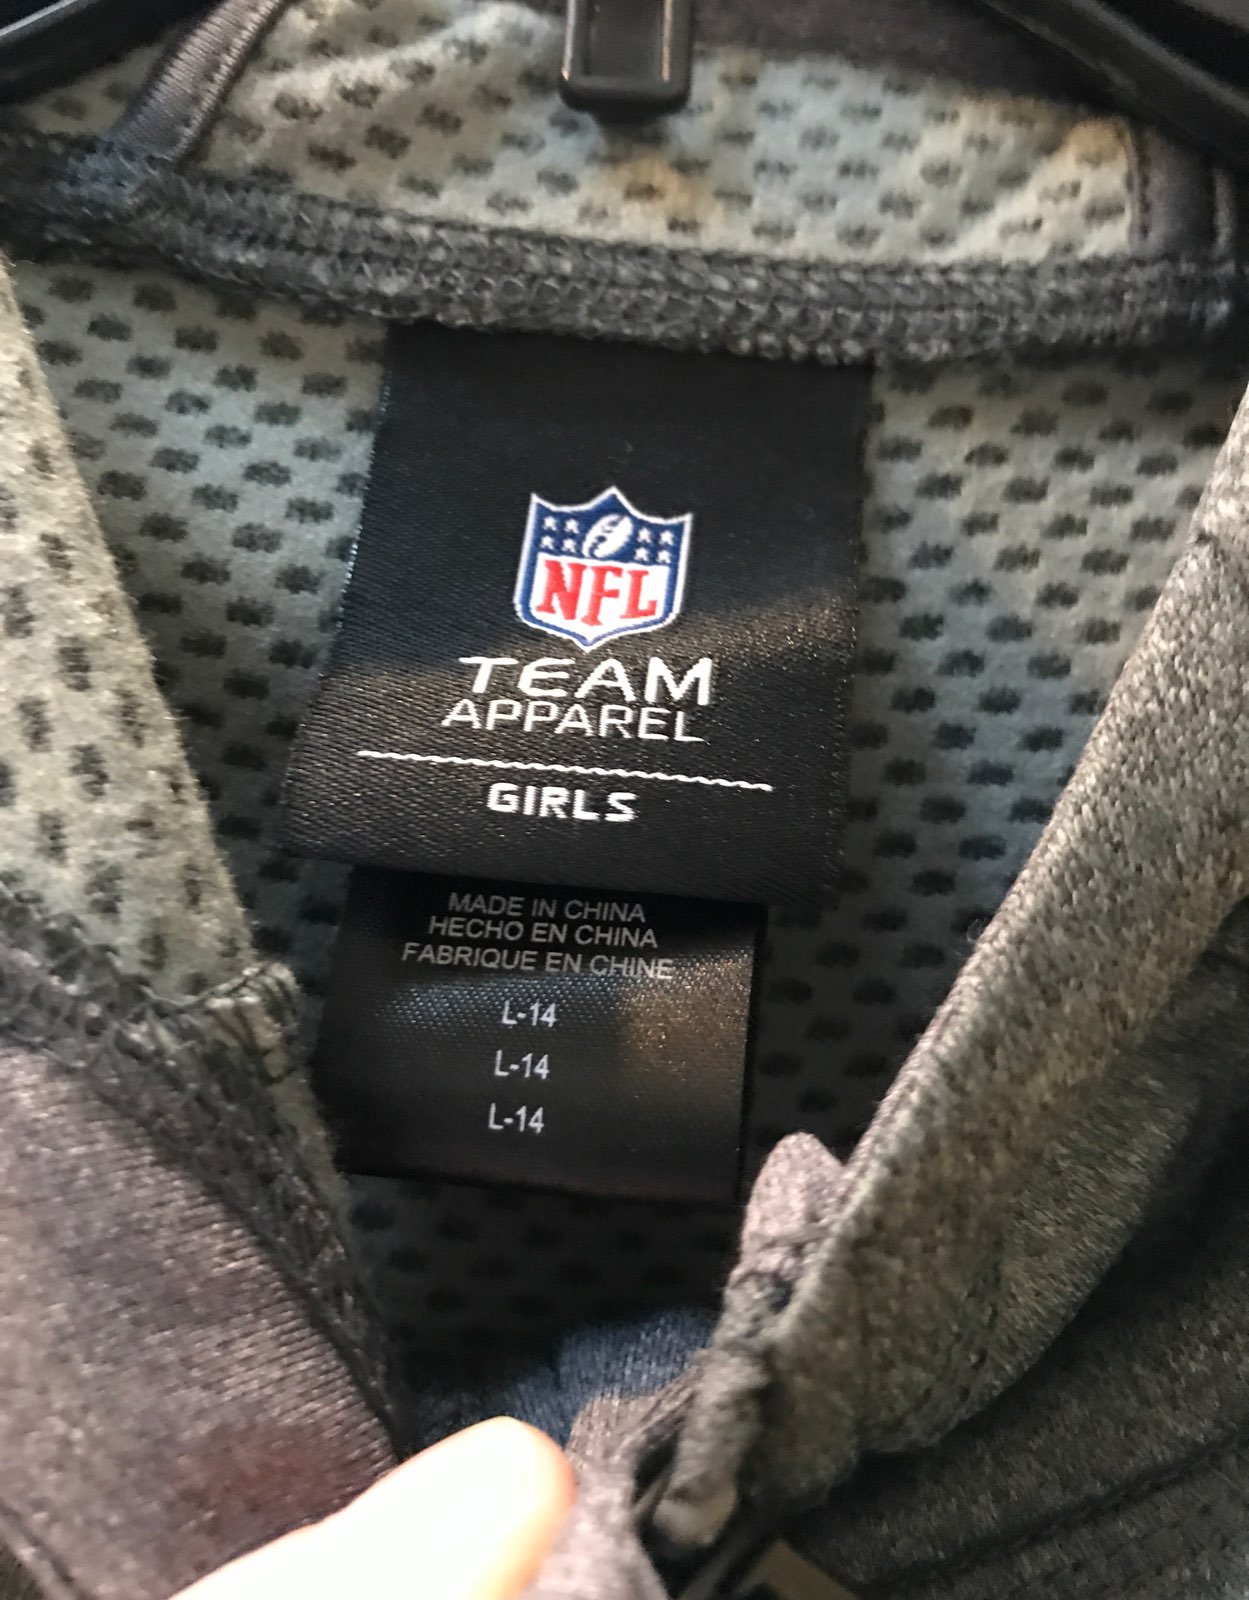 NFL
TEAM
APPAREL
GIRLS
MADE IN CHINA
HECHO EN CHINA
FABRIQUE EN CHINE
L-14
L-14
L-14